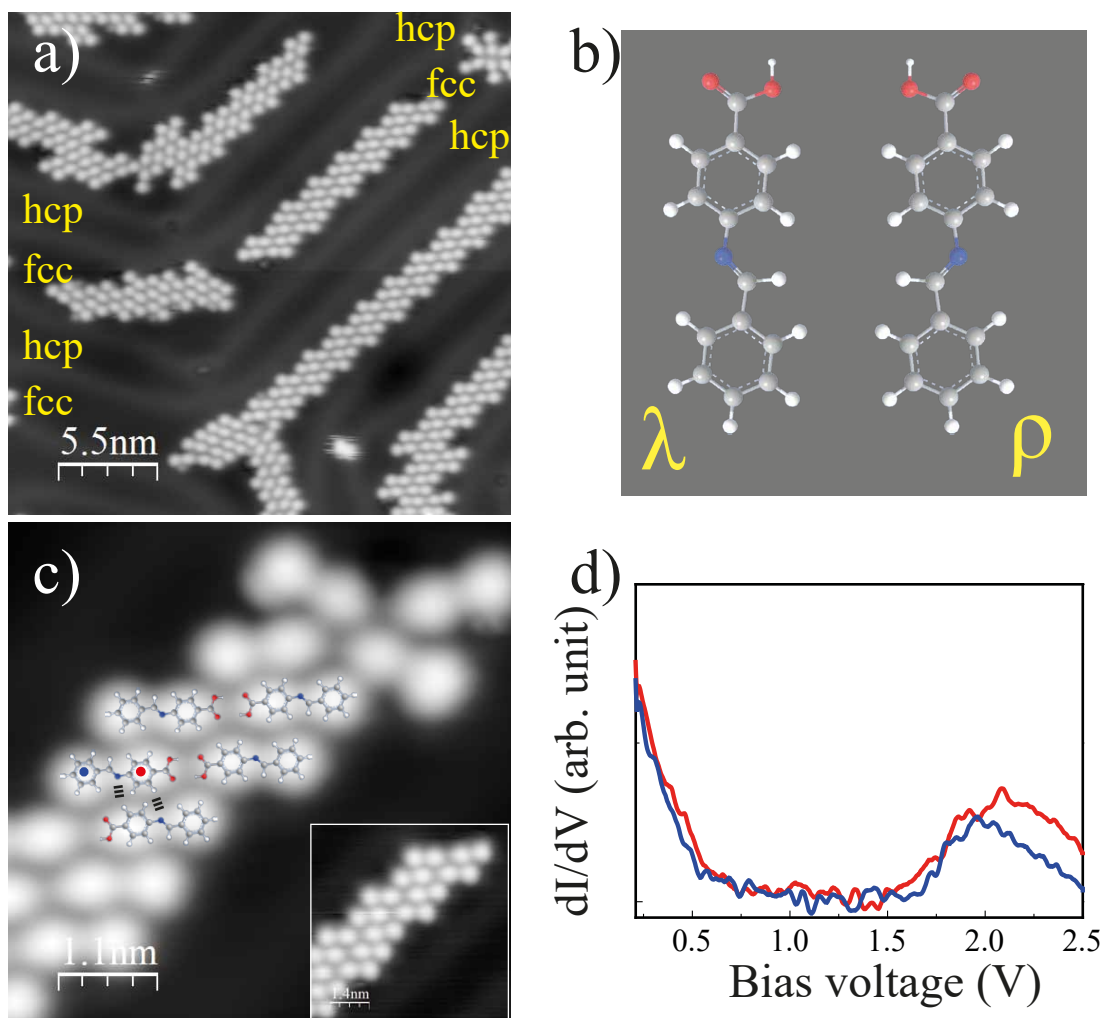 a)
hcp
fcc
hcp
hcp
fcc
hcp
fcc
5.5nm
b)
λ
ρ
c)
1.1nm
1.4nm
d)
dI/dV (arb. unit)
0.5
1.0
1.5
2.0
2.5
Bias voltage (V)